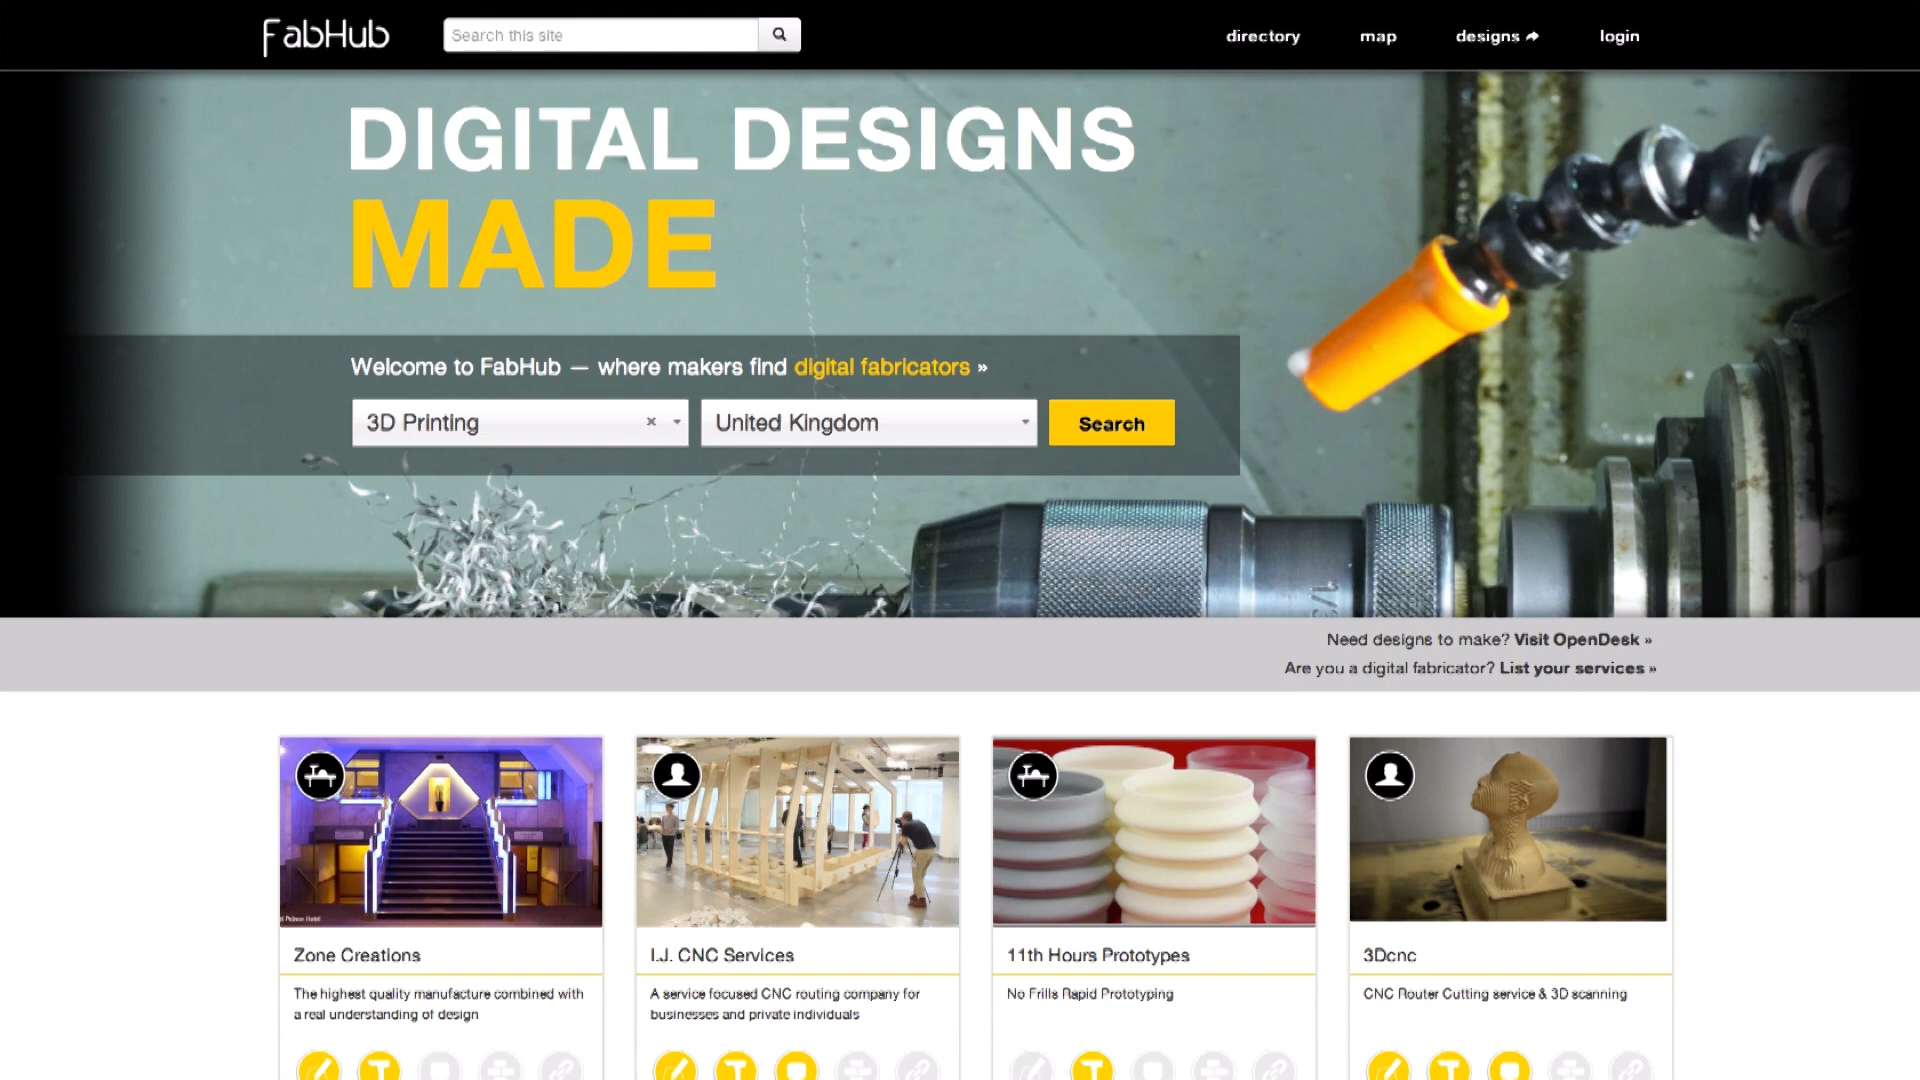 FabHub
Search this site
directory
map
designs
login
DIGITAL DESIGNS
MADE
Welcome to FabHub — where makers find digital fabricators »
3D Printing
× United Kingdom
Search
Need designs to make? Visit OpenDesk »
Are you a digital fabricator? List your services »
Zone Creations
The highest quality manufacture combined with
a real understanding of design
I.J. CNC Services
A service focused CNC routing company for
businesses and private individuals
11th Hours Prototypes
No Frills Rapid Prototyping
3Dcnc
CNC Router Cutting service & 3D scanning